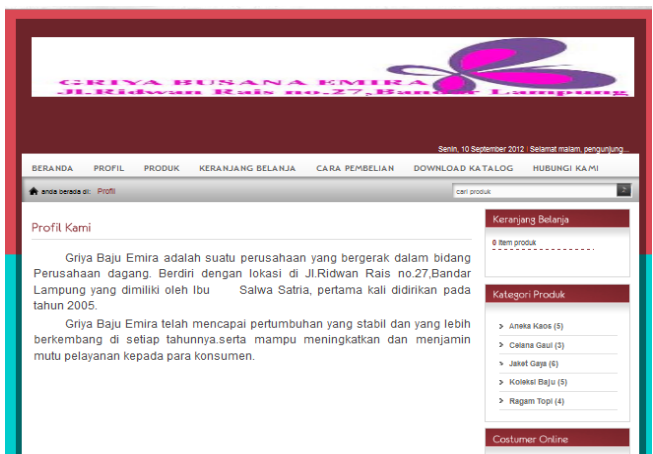 GRIYA BUSANA EMIRA
Jl.Ridwan Rais no.27,Bandar Lampung
Senin, 10 September 2012 | Selamat malam, pengunjung...
BERANDA PROFIL PRODUK KERANJANG BELANJA CARA PEMBELIAN DOWNLOAD KATALOG HUBUNGI KAMI
anda berada di: Profil
cari produk
Profil Kami
Griya Baju Emira adalah suatu perusahaan yang bergerak dalam bidang
Perusahaan dagang. Berdiri dengan lokasi di Jl.Ridwan Rais no.27,Bandar
Lampung yang dimiliki oleh Ibu Salwa Satria, pertama kali didirikan pada
tahun 2005.
Griya Baju Emira telah mencapai pertumbuhan yang stabil dan yang lebih
berkembang di setiap tahunnya.serta mampu meningkatkan dan menjamin
mutu pelayanan kepada para konsumen.
Keranjang Belanja
0 item produk
Kategori Produk
Aneka Kaos (5)
Celana Gaul (3)
Jaket Gaya (6)
Koleksi Baju (5)
Ragam Topi (4)
Costumer Online